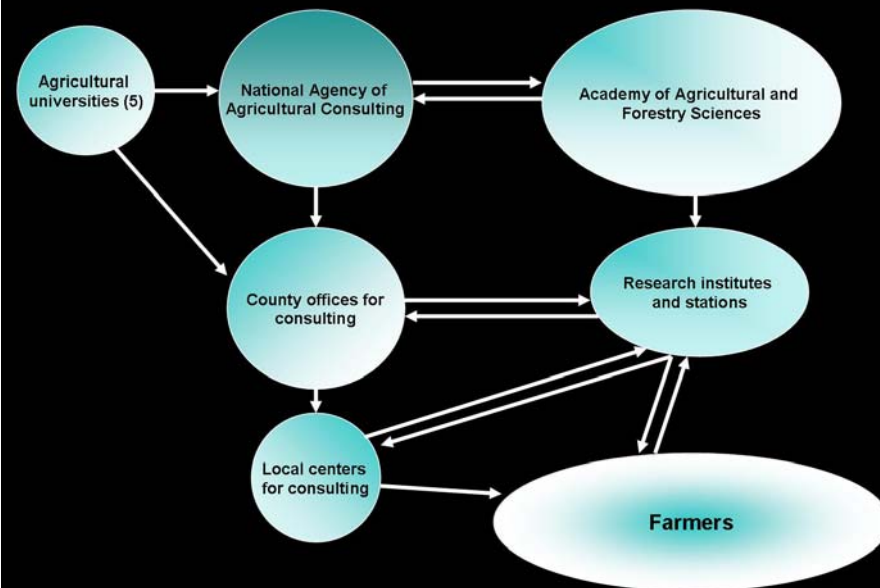 Agricultural
universities (5)
National Agency of
Agricultural Consulting
Academy of Agricultural and
Forestry Sciences
County offices for
consulting
Research institutes
and stations
Local centers
for consulting
Farmers